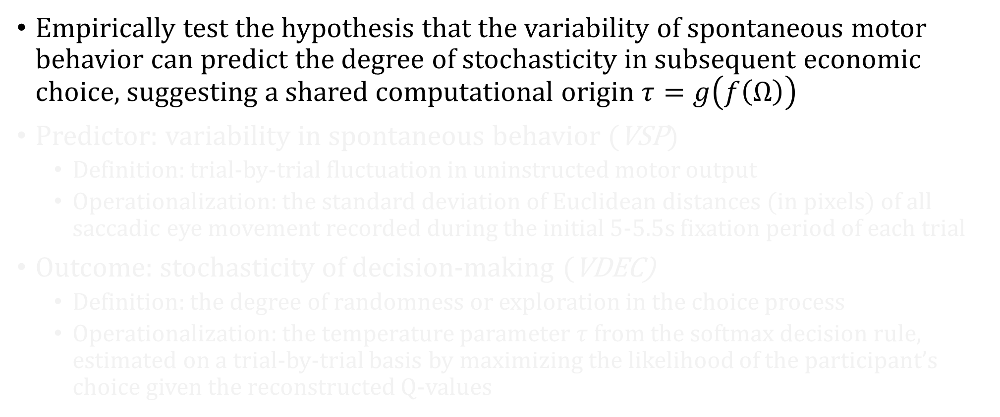 • Empirically test the hypothesis that the variability of spontaneous motor
behavior can predict the degree of stochasticity in subsequent economic
choice, suggesting a shared computational origin τ = g(f(Ω))
• Predictor: variability in spontaneous behavior (VSP)
• Definition: trial-by-trial fluctuation in uninstructed motor output
• Operationalization: the standard deviation of Euclidean distances (in pixels) of all
saccadic eye movement recorded during the initial 5-5.5s fixation period of each trial
• Outcome: stochasticity of decision-making (VDEC)
• Definition: the degree of randomness or exploration in the choice process
• Operationalization: the temperature parameter τ from the softmax decision rule,
estimated on a trial-by-trial basis by maximizing the likelihood of the participant’s
choice given the reconstructed Q-values